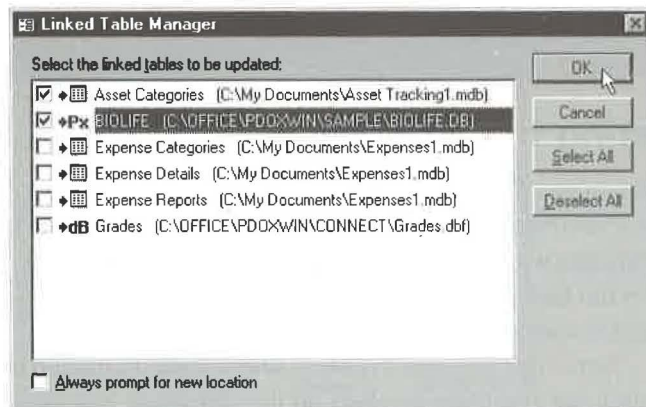 Linked Table Manager
Select the linked tables to be updated:
Asset Categories (C:\My Documents\Asset Tracking1.mdb)
Px BIOLIFE (C:\OFFICE\PDOXWIN\SAMPLE\BIOLIFE.DB)
Expense Categories (C:\My Documents\Expenses1.mdb)
Expense Details (C:\My Documents\Expenses1.mdb)
Expense Reports (C:\My Documents\Expenses1.mdb)
dB Grades (C:\OFFICE\PDOXWIN\CONNECT\Grades.dbf)
Always prompt for new location
OK
Cancel
Select All
Deselect All